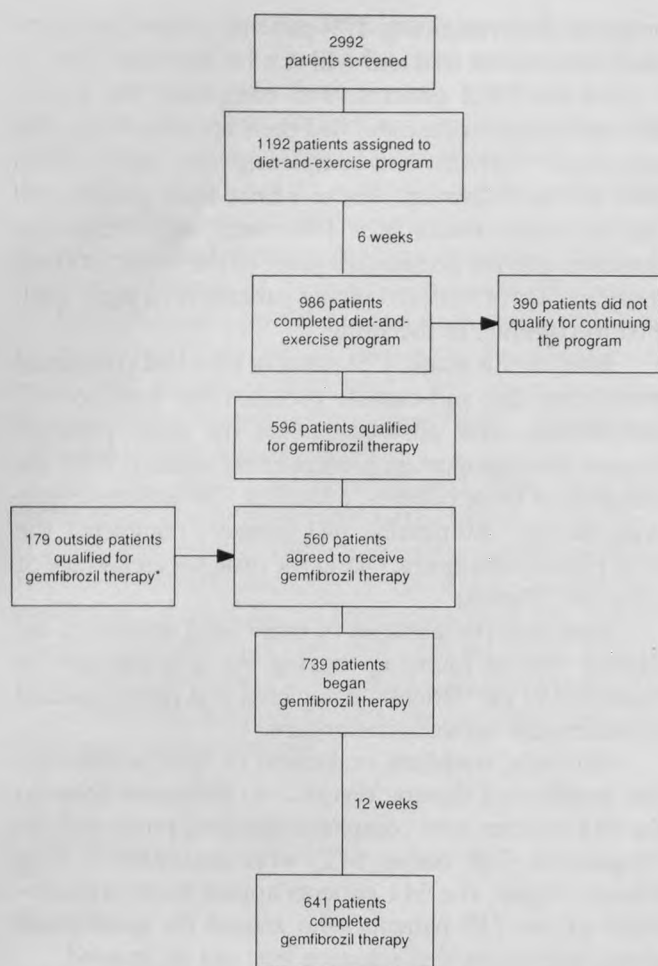 2992
patients screened
1192 patients assigned to
diet-and-exercise program
6 weeks
986 patients
completed diet-and-
exercise program
390 patients did not
qualify for continuing
the program
596 patients qualified
for gemfibrozil therapy
179 outside patients
qualified for
gemfibrozil therapy*
560 patients
agreed to receive
gemfibrozil therapy
739 patients
began
gemfibrozil therapy
12 weeks
641 patients
completed
gemfibrozil therapy